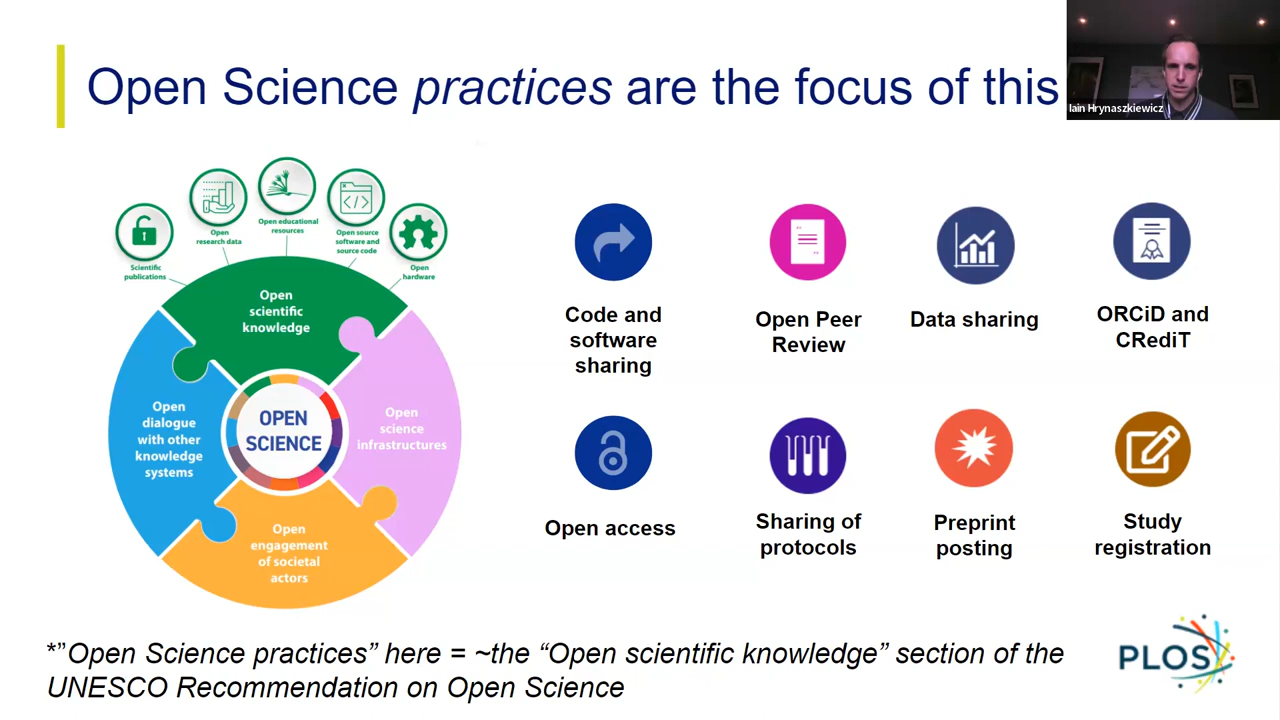 Open Science practices are the focus of this
Iain Hrynaszkiewicz
Scientific
publications
Open
research data
Open educational
resources
Open source
software and
source code
Open
hardware
Open
scientific
knowledge
Open
dialogue
with other
knowledge
systems
OPEN
SCIENCE
Open
science
infrastructures
Open
engagement
of societal
actors
Code and
software
sharing
Open Peer
Review
Data sharing
ORCiD and
CRediT
Open access
Sharing of
protocols
Preprint
posting
Study
registration
*”Open Science practices” here = ~the “Open scientific knowledge” section of the
UNESCO Recommendation on Open Science
PLOS